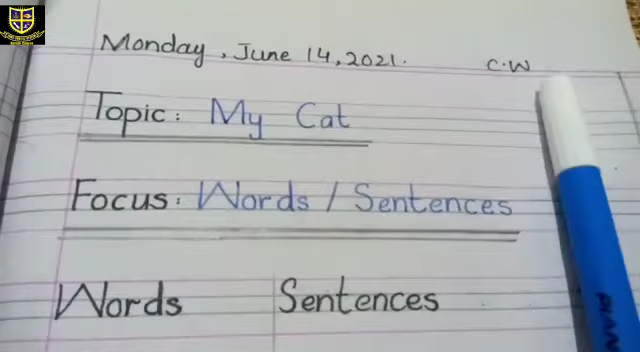 Monday, June 14, 2021. C.W
Topic: My Cat
Focus: Words / Sentences
Words Sentences